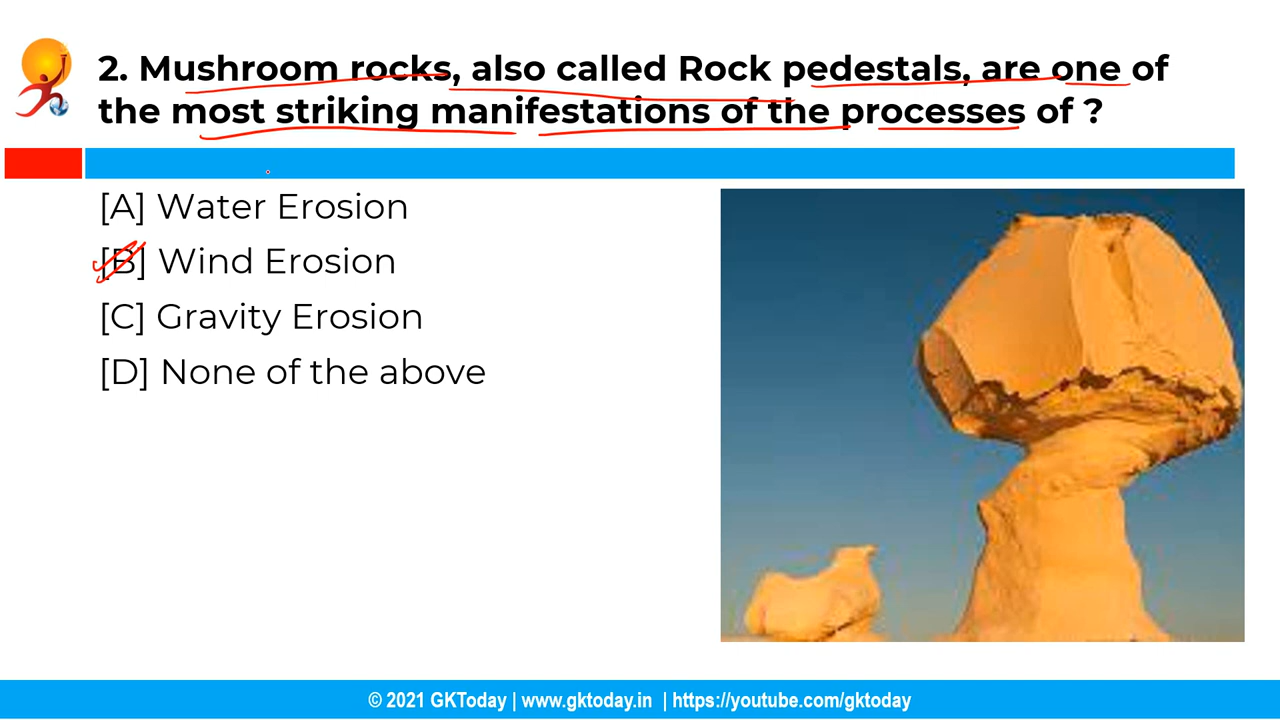 2. Mushroom rocks, also called Rock pedestals, are one of
the most striking manifestations of the processes of ?
[A] Water Erosion
[B] Wind Erosion
[C] Gravity Erosion
[D] None of the above
© 2021 GKToday | www.gktoday.in | https://youtube.com/gktoday